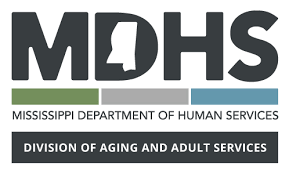 MDHS
MISSISSIPPI DEPARTMENT OF HUMAN SERVICES
DIVISION OF AGING AND ADULT SERVICES